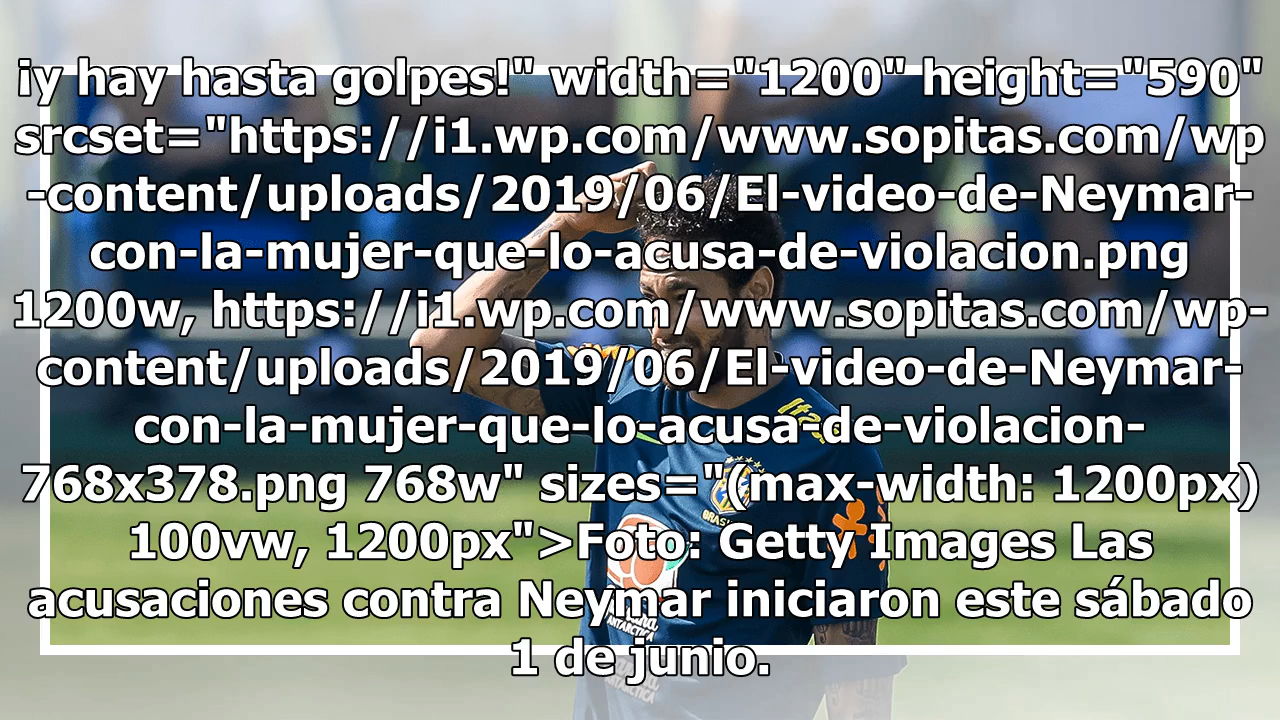 ¡y hay hasta golpes!" width="1200" height="590"
srcset="https://i1.wp.com/www.sopitas.com/wp
-content/uploads/2019/06/El-video-de-Neymar-
con-la-mujer-que-lo-acusa-de-violacion.png
1200w, https://i1.wp.com/www.sopitas.com/wp-
content/uploads/2019/06/El-video-de-Neymar-
con-la-mujer-que-lo-acusa-de-violacion-
768x378.png 768w" sizes="(max-width: 1200px)
100vw, 1200px">Foto: Getty Images Las
acusaciones contra Neymar iniciaron este sábado
1 de junio.
BRASIL
ANTARCTICA
ANTARCTICA